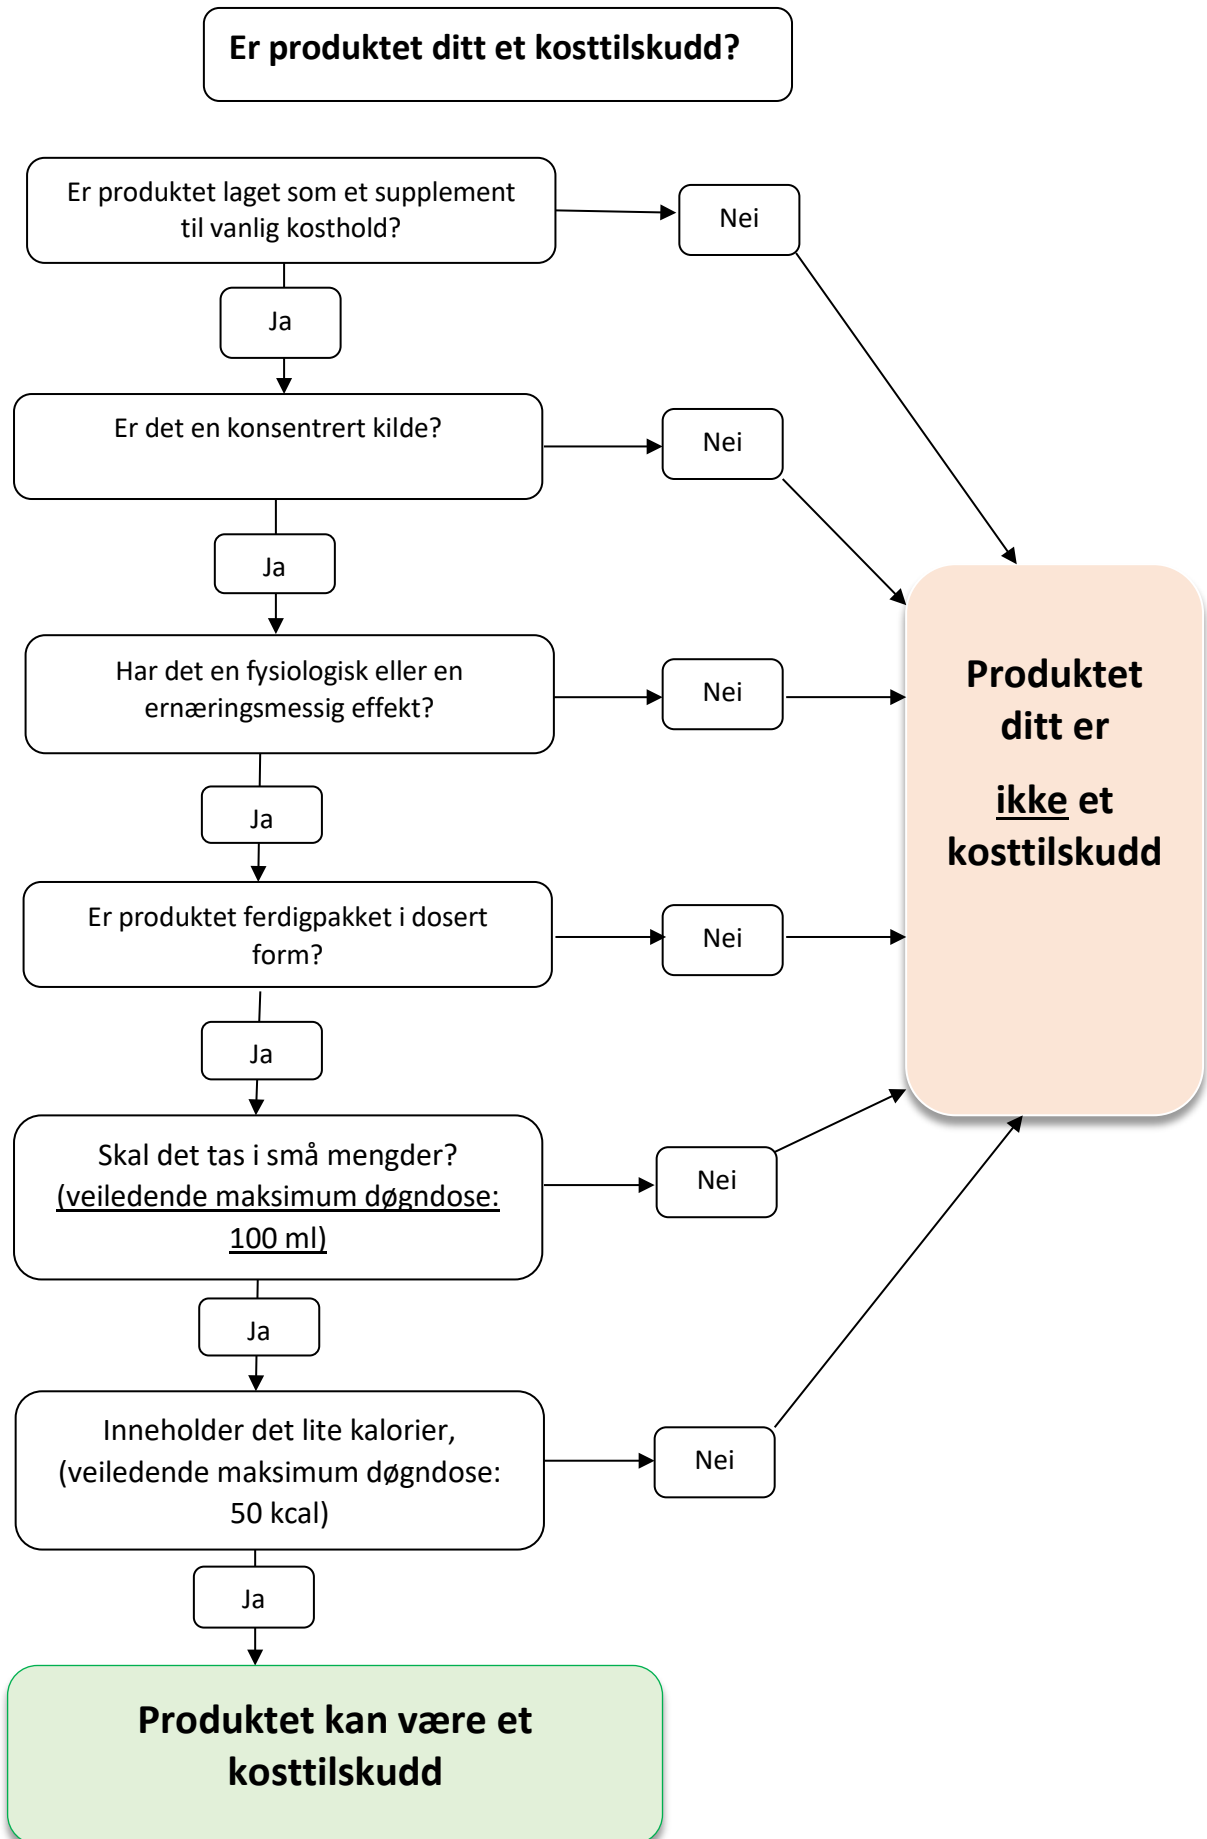 Er produktet ditt et kosttilskudd?
Er produktet laget som et supplement
til vanlig kosthold?
Nei
Ja
Er det en konsentrert kilde?
Nei
Ja
Har det en fysiologisk eller en
ernæringsmessig effekt?
Nei
Ja
Er produktet ferdigpakket i dosert
form?
Nei
Ja
Skal det tas i små mengder?
(veiledende maksimum døgndose:
100 ml)
Nei
Ja
Inneholder det lite kalorier,
(veiledende maksimum døgndose:
50 kcal)
Nei
Ja
Produktet
ditt er
ikke et
kosttilskudd
Produktet kan være et
kosttilskudd